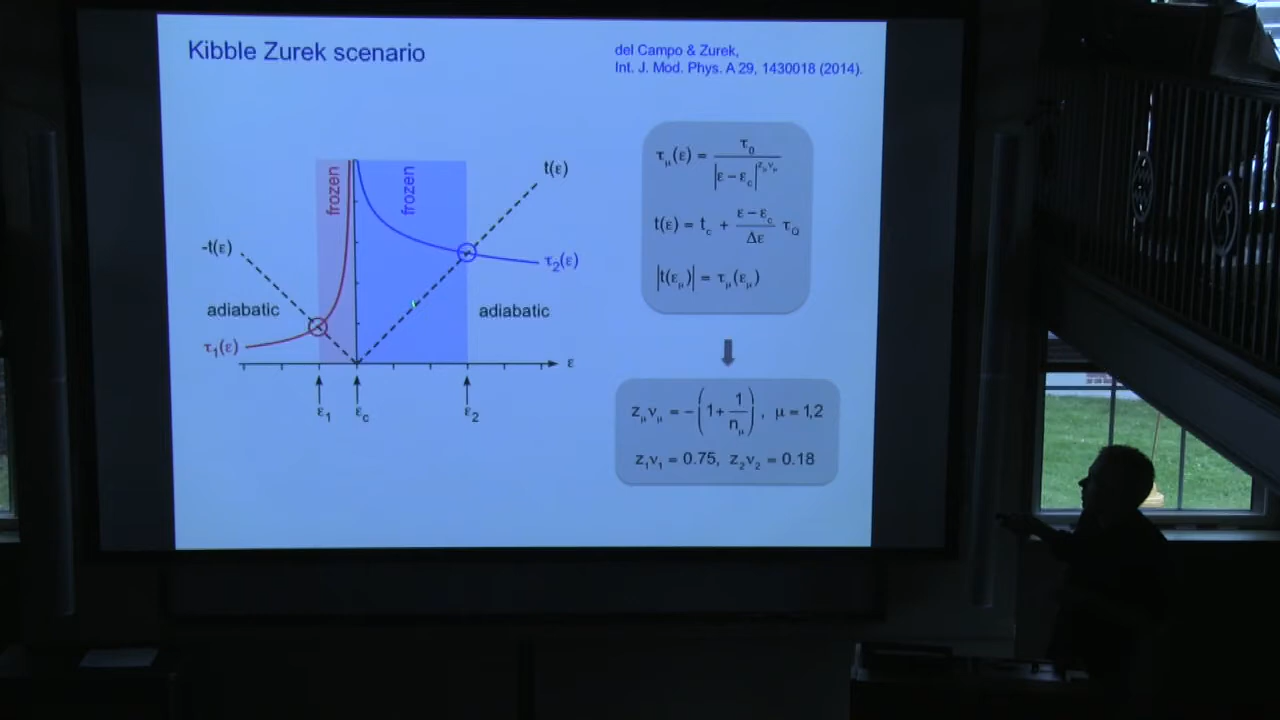 Kibble Zurek scenario
del Campo & Zurek,
Int. J. Mod. Phys. A 29, 1430018 (2014).
frozen
frozen
t(ε)
-t(ε)
τ₂(ε)
adiabatic
adiabatic
τ₁(ε)
ε
ε₁
ε_c
ε₂
τ_μ(ε) = τ₀ / |ε − ε_c|^{z_μ ν_μ}
t(ε) = t_c + (ε − ε_c)/Δε τ_Q
|t(ε_μ)| = τ_μ(ε_μ)
z_μ ν_μ = −(1 + 1/n_μ), μ = 1,2
z₁ν₁ = 0.75, z₂ν₂ = 0.18